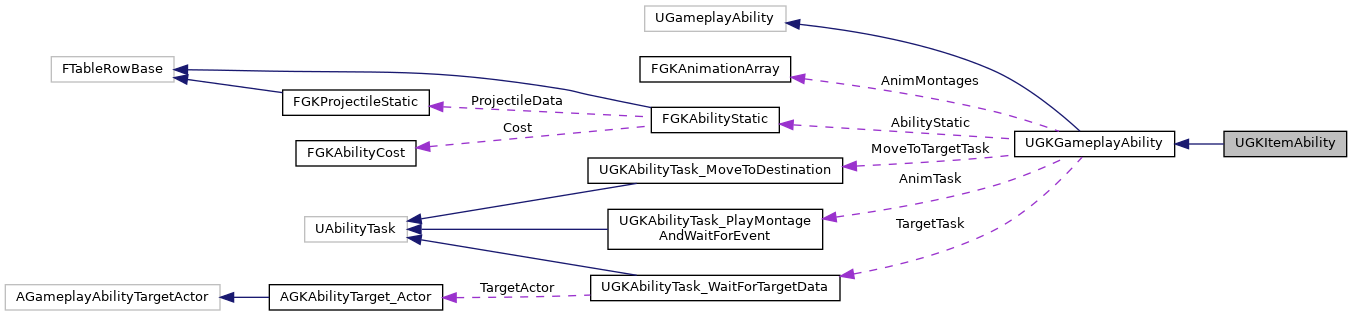 UGameplayAbility
FTableRowBase
FGKAnimationArray
AnimMontages
FGKProjectileStatic
ProjectileData
FGKAbilityStatic
AbilityStatic
Cost
FGKAbilityCost
MoveToTargetTask
UGKGameplayAbility
UGKItemAbility
UGKAbilityTask_MoveToDestination
AnimTask
UAbilityTask
UGKAbilityTask_PlayMontage
AndWaitForEvent
TargetTask
AGameplayAbilityTargetActor
AGKAbilityTarget_Actor
TargetActor
UGKAbilityTask_WaitForTargetData